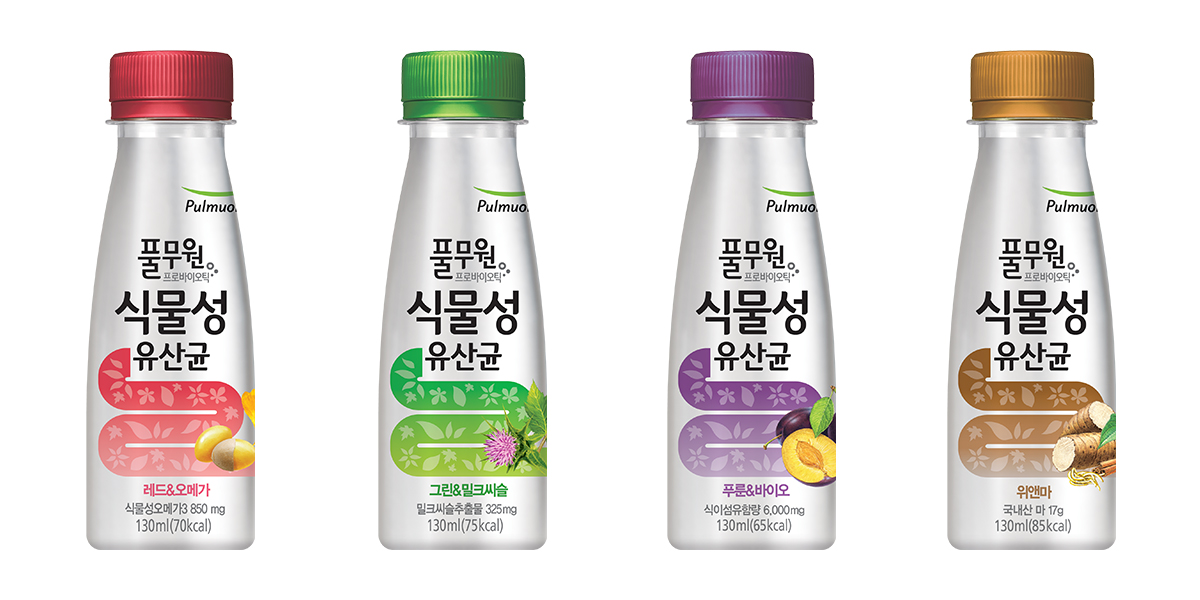 Pulmuo
풀무원
프로바이오틱
식물성
유산균
레드&오메가
식물성오메가3 850 mg
130ml(70kcal)
Pulmuo
풀무원
프로바이오틱
식물성
유산균
그린&밀크씨슬
밀크씨슬추출물 325mg
130ml(75kcal)
Pulmuo
풀무원
프로바이오틱
식물성
유산균
푸룬&바이오
식이섬유함량 6,000mg
130ml(65kcal)
Pulmuo
풀무원
프로바이오틱
식물성
유산균
위앤마
국내산 마 17g
130ml(85kcal)